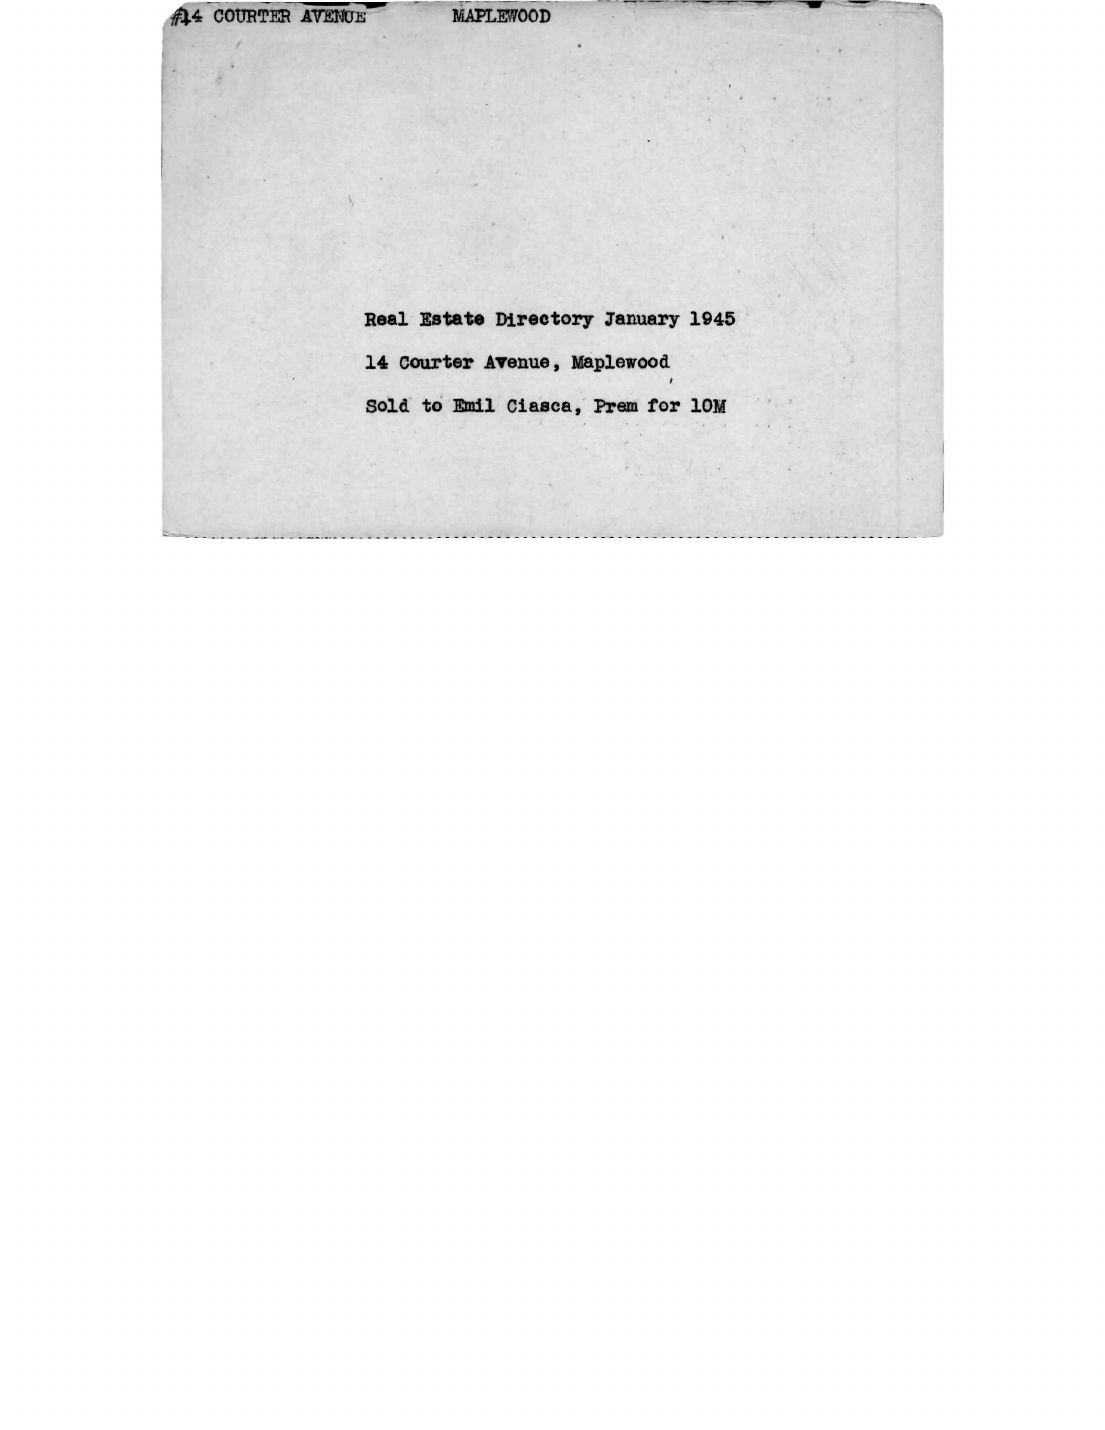 #14 COURTER AVENUE MAPLEWOOD
Real Estate Directory January 1945
14 Courter Avenue, Maplewood
Sold to Emil Ciasca, Prem for 10M